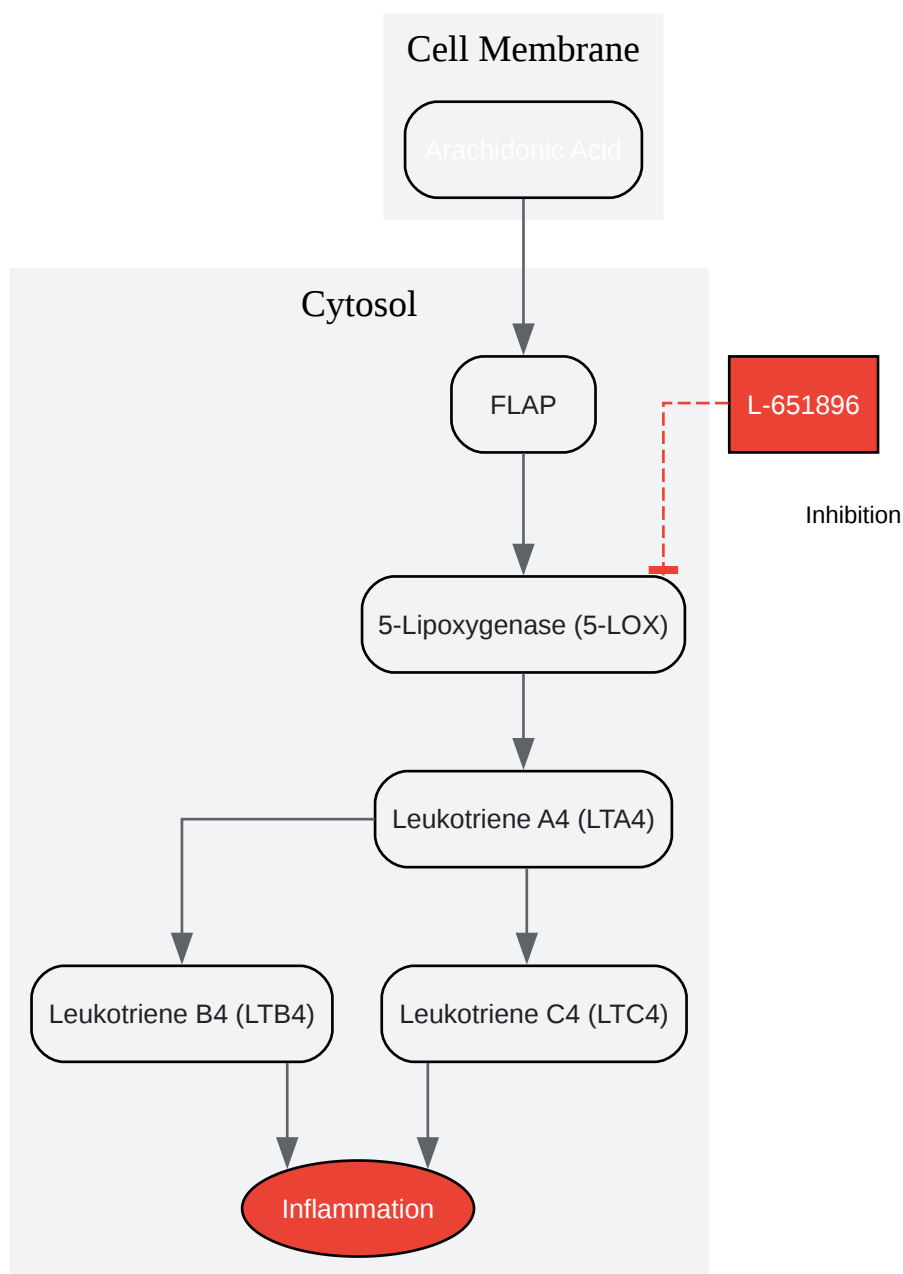 Cell Membrane
Arachidonic Acid
Cytosol
FLAP
L-651896
Inhibition
5-Lipoxygenase (5-LOX)
Leukotriene A4 (LTA4)
Leukotriene B4 (LTB4)
Leukotriene C4 (LTC4)
Inflammation